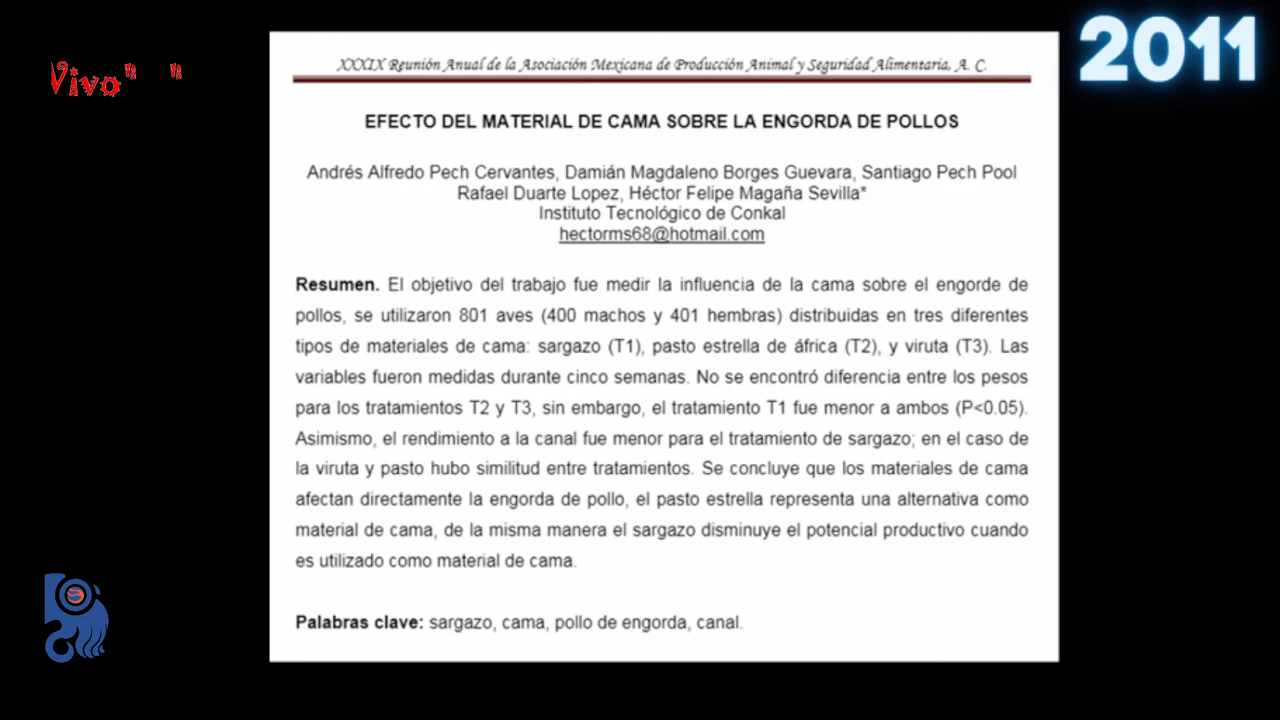 Vivo" "
2011
XXXIX Reunión Anual de la Asociación Mexicana de Producción Animal y Seguridad Alimentaria, A. C.
EFECTO DEL MATERIAL DE CAMA SOBRE LA ENGORDA DE POLLOS
Andrés Alfredo Pech Cervantes, Damián Magdaleno Borges Guevara, Santiago Pech Pool
Rafael Duarte Lopez, Héctor Felipe Magaña Sevilla*
Instituto Tecnológico de Conkal
hectorms68@hotmail.com
Resumen. El objetivo del trabajo fue medir la influencia de la cama sobre el engorde de
pollos, se utilizaron 801 aves (400 machos y 401 hembras) distribuidas en tres diferentes
tipos de materiales de cama: sargazo (T1), pasto estrella de áfrica (T2), y viruta (T3). Las
variables fueron medidas durante cinco semanas. No se encontró diferencia entre los pesos
para los tratamientos T2 y T3, sin embargo, el tratamiento T1 fue menor a ambos (P<0.05).
Asimismo, el rendimiento a la canal fue menor para el tratamiento de sargazo; en el caso de
la viruta y pasto hubo similitud entre tratamientos. Se concluye que los materiales de cama
afectan directamente la engorda de pollo, el pasto estrella representa una alternativa como
material de cama, de la misma manera el sargazo disminuye el potencial productivo cuando
es utilizado como material de cama.
Palabras clave: sargazo, cama, pollo de engorda, canal.